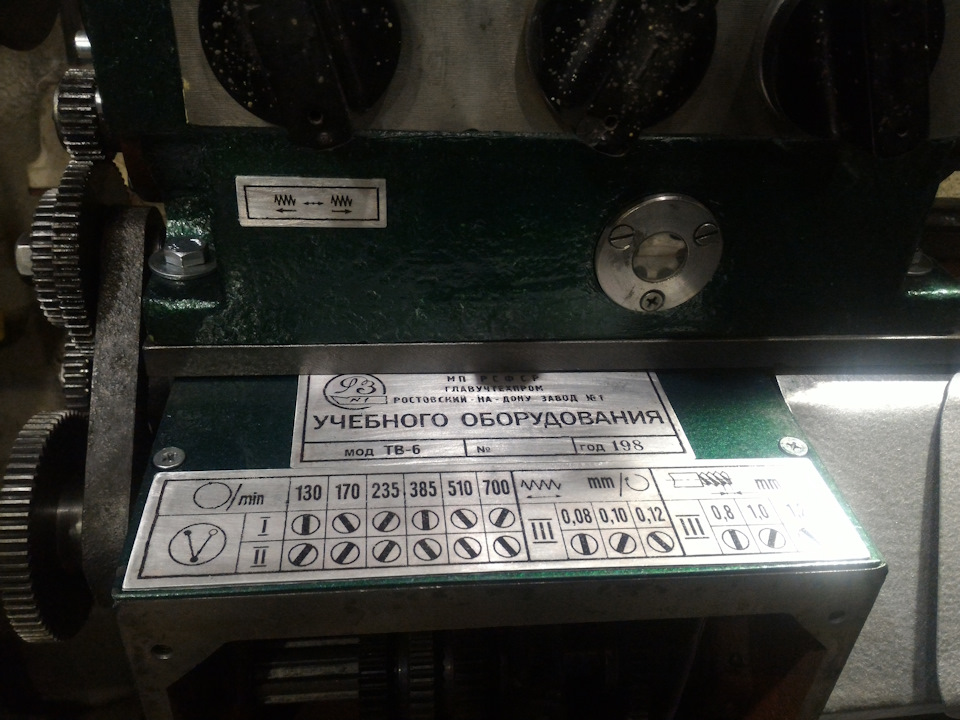 РЗ
№1
МП РСФСР
ГЛАВУЧТЕХПРОМ
РОСТОВСКИЙ-НА-ДОНУ ЗАВОД №1
УЧЕБНОГО ОБОРУДОВАНИЯ
МОД ТВ-6 № ГОД 198
/min 130 170 235 385 510 700 mm/ mm
I III 0,08 0,10 0,12 III 0,8 1,0
II